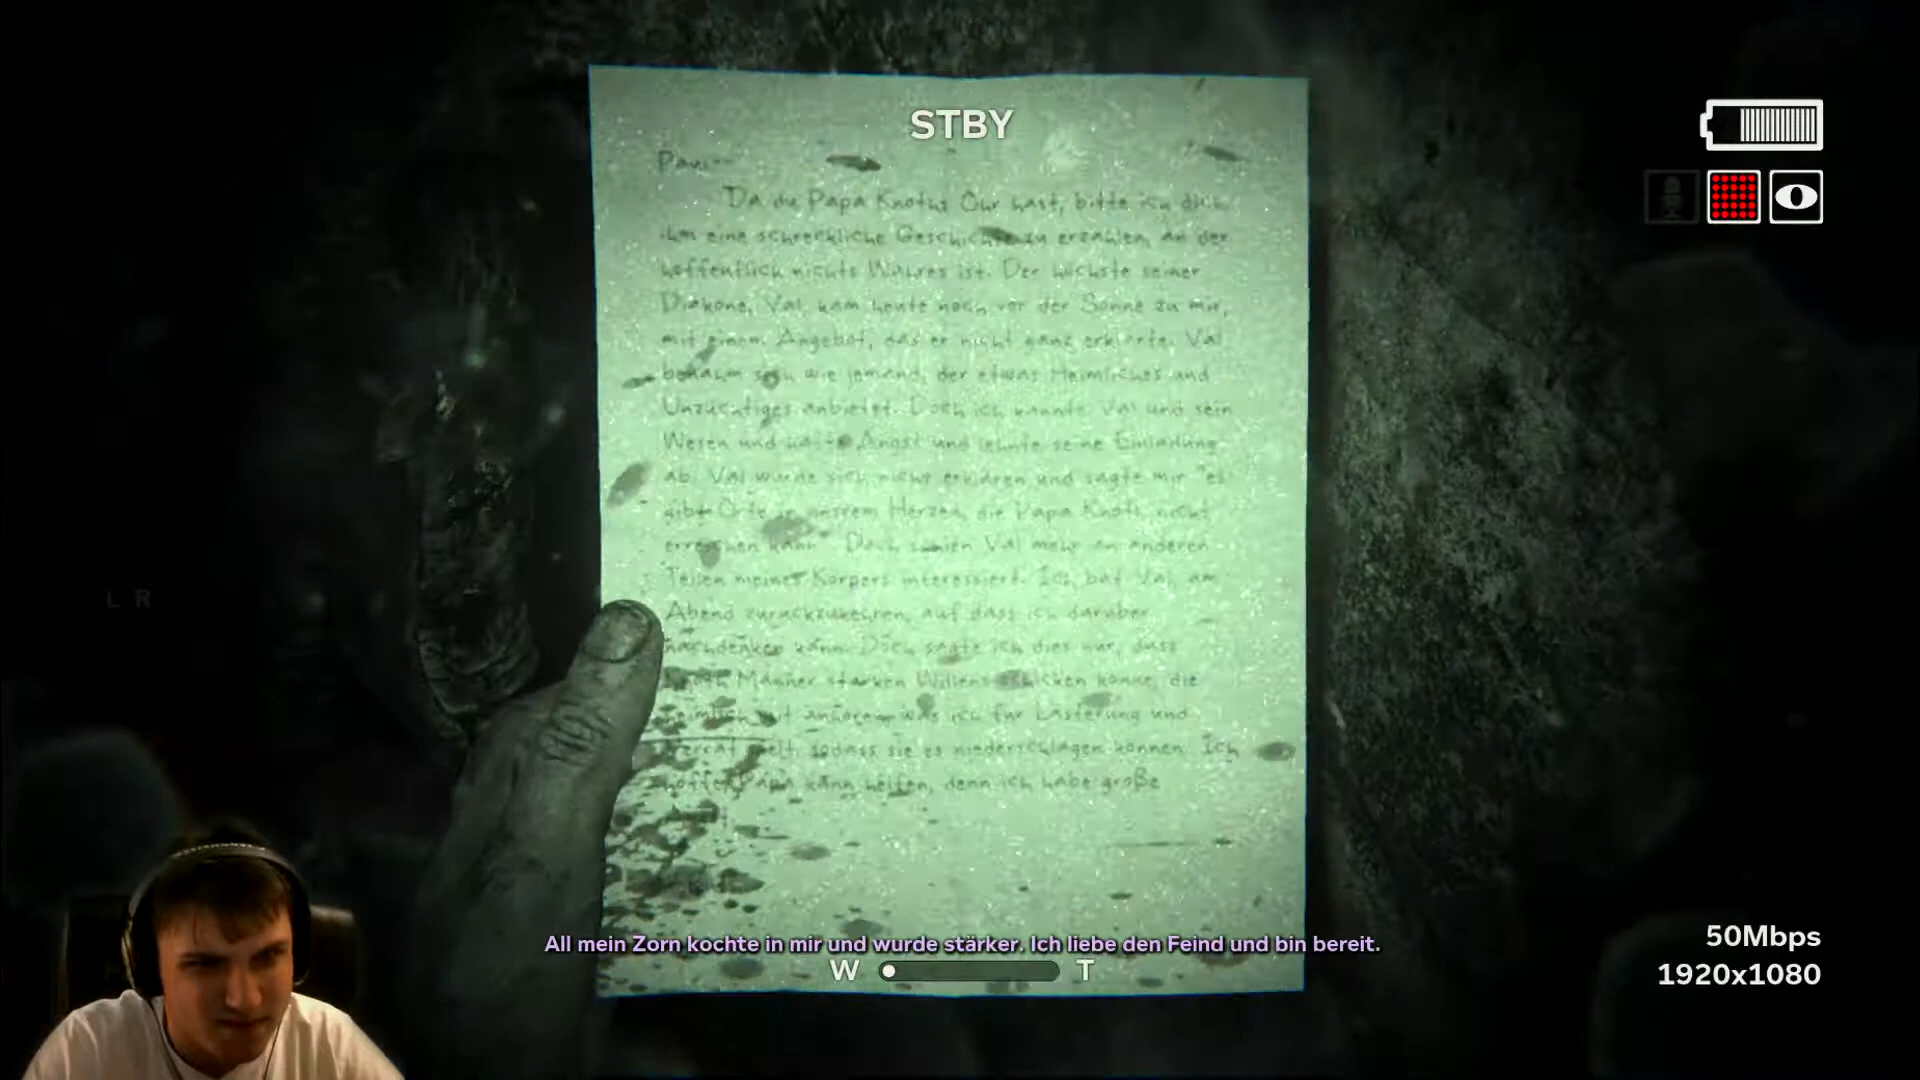 STBY
Da du Papa Knoths Ohr hast, bitte ich dich
ihm eine schreckliche Geschichte zu erzählen, an der
hoffentlich nichts Wahres ist. Der höchste seiner
Diakone, Val, kam heute noch vor der Sonne zu mir,
mit einem Angebot, das er nicht ganz erklärte. Val
benahm sich wie jemand, der etwas Heimliches und
Unzüchtiges anbietet. Doch ich kannte Val und sein
Wesen und hatte Angst und lehnte seine Einladung
ab. Val würde sich nicht erklären und sagte mir "es
gibt Orte in unsrem Herzen, die Papa Knoth nicht
erreichen kann". Doch schien Val mehr an anderen
Teilen meines Körpers interessiert. Ich bat Val, am
Abend zurückzukehren, auf dass ich darüber
nachdenken kann. Doch sagte ich dies nur, dass
Männer starken Willens schicken könne, die
anhören, was ich für Lästerung und
Verrat hielt, sodass sie es niederschlagen können. Ich
hoffe, Papa kann helfen, denn ich habe große
L R
All mein Zorn kochte in mir und wurde stärker. Ich liebe den Feind und bin bereit.
W T
50Mbps
1920x1080